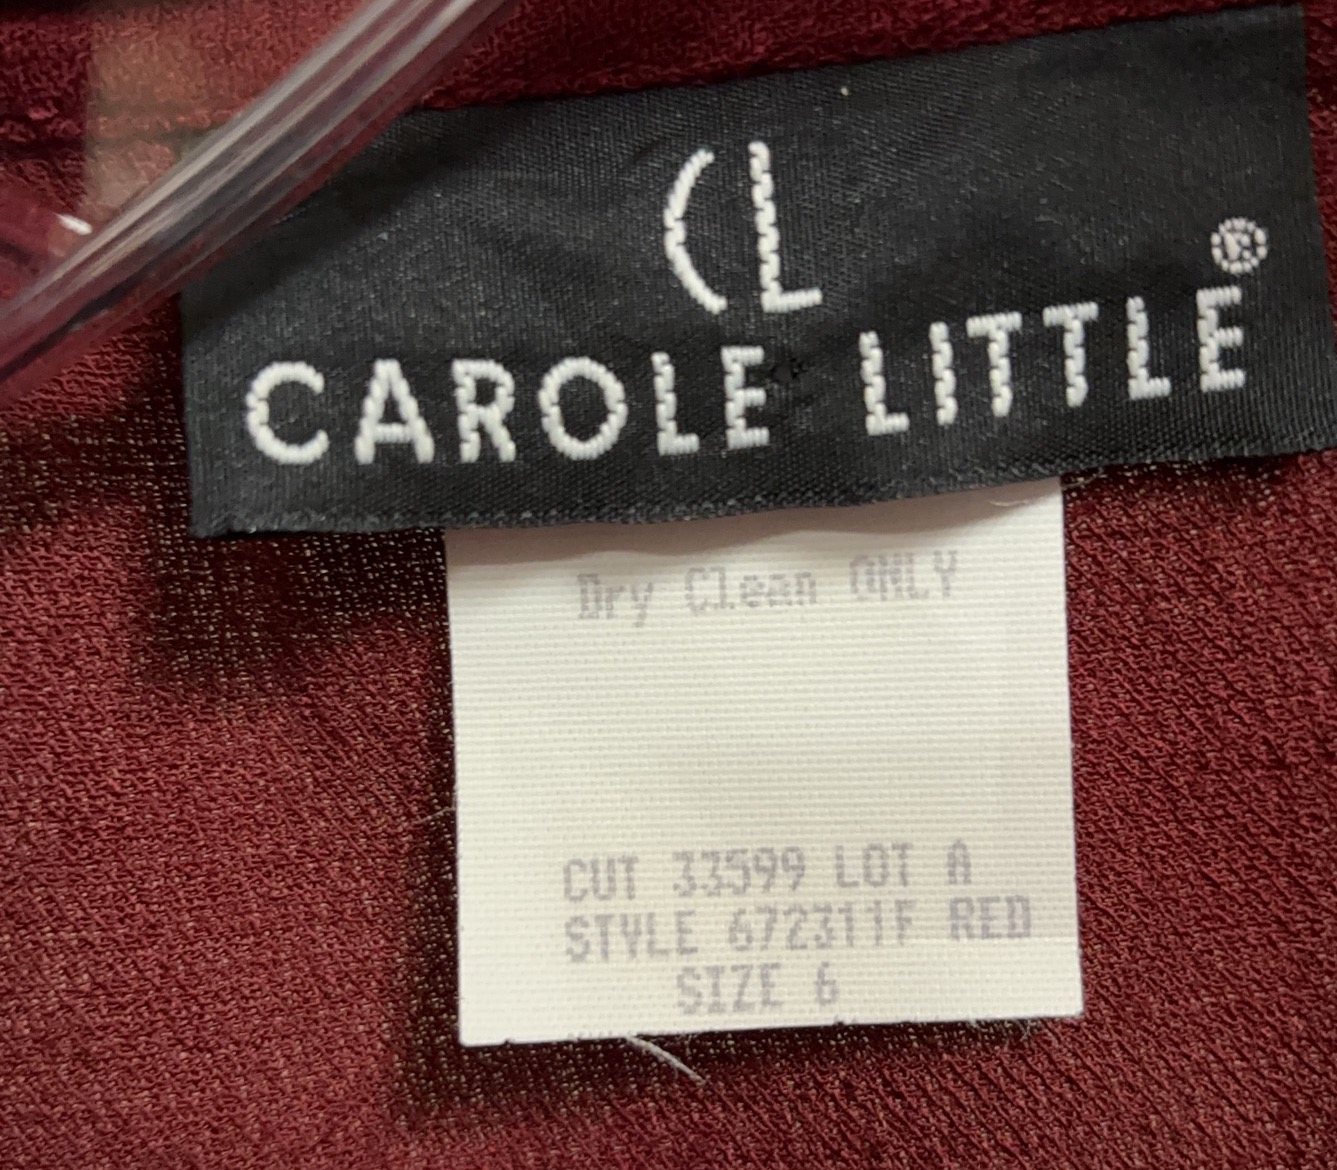 CL
CAROLE LITTLE®
Dry Clean ONLY
CUT 33599 LOT A
STYLE 672311F RED
SIZE 6